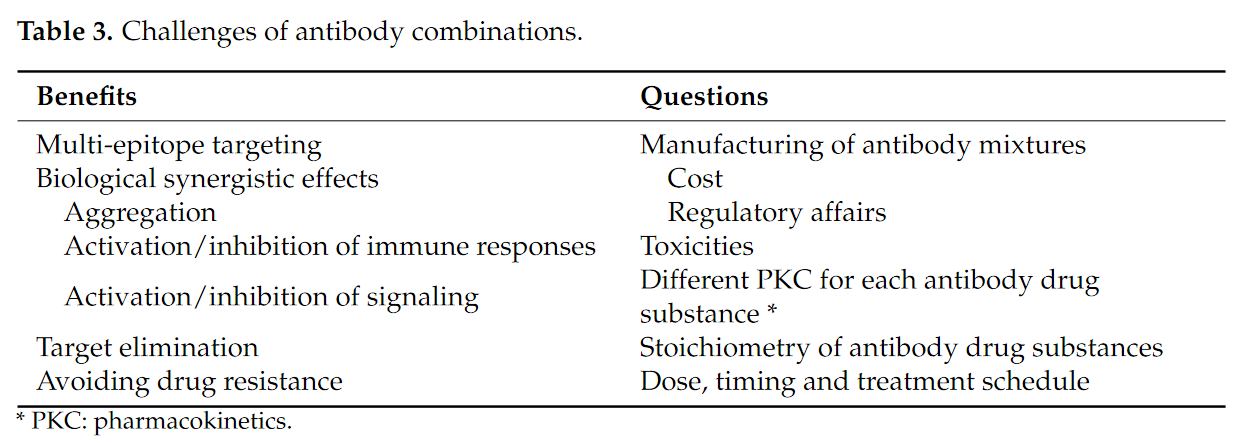 Table 3. Challenges of antibody combinations.
Benefits Questions
Multi-epitope targeting Manufacturing of antibody mixtures
Biological synergistic effects Cost
Aggregation Regulatory affairs
Activation/inhibition of immune responses Toxicities
Activation/inhibition of signaling Different PKC for each antibody drug
substance *
Target elimination Stoichiometry of antibody drug substances
Avoiding drug resistance Dose, timing and treatment schedule
* PKC: pharmacokinetics.